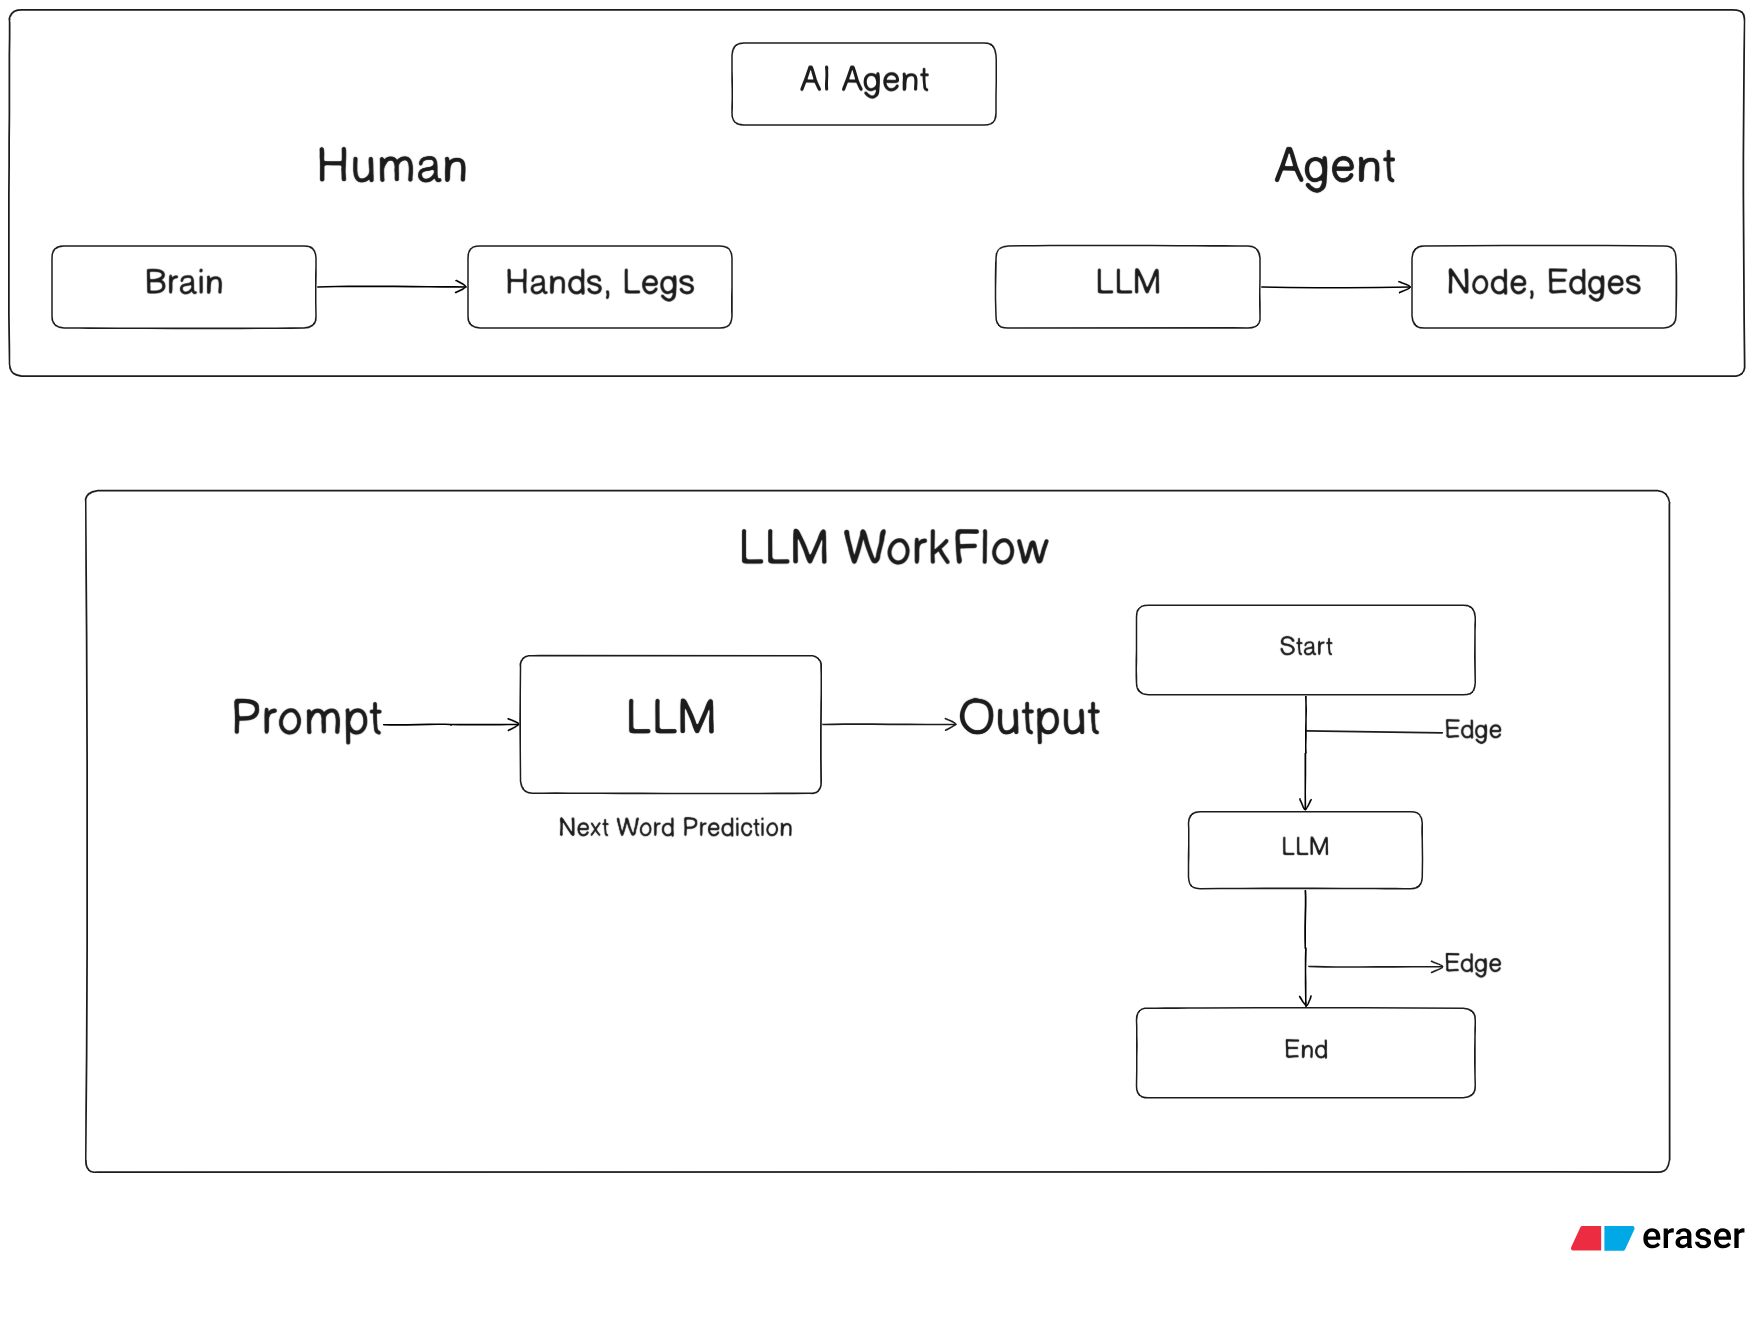 AI Agent
Human
Agent
Brain
Hands, Legs
LLM
Node, Edges
LLM WorkFlow
Prompt
LLM
Output
Next Word Prediction
Start
Edge
LLM
Edge
End
eraser